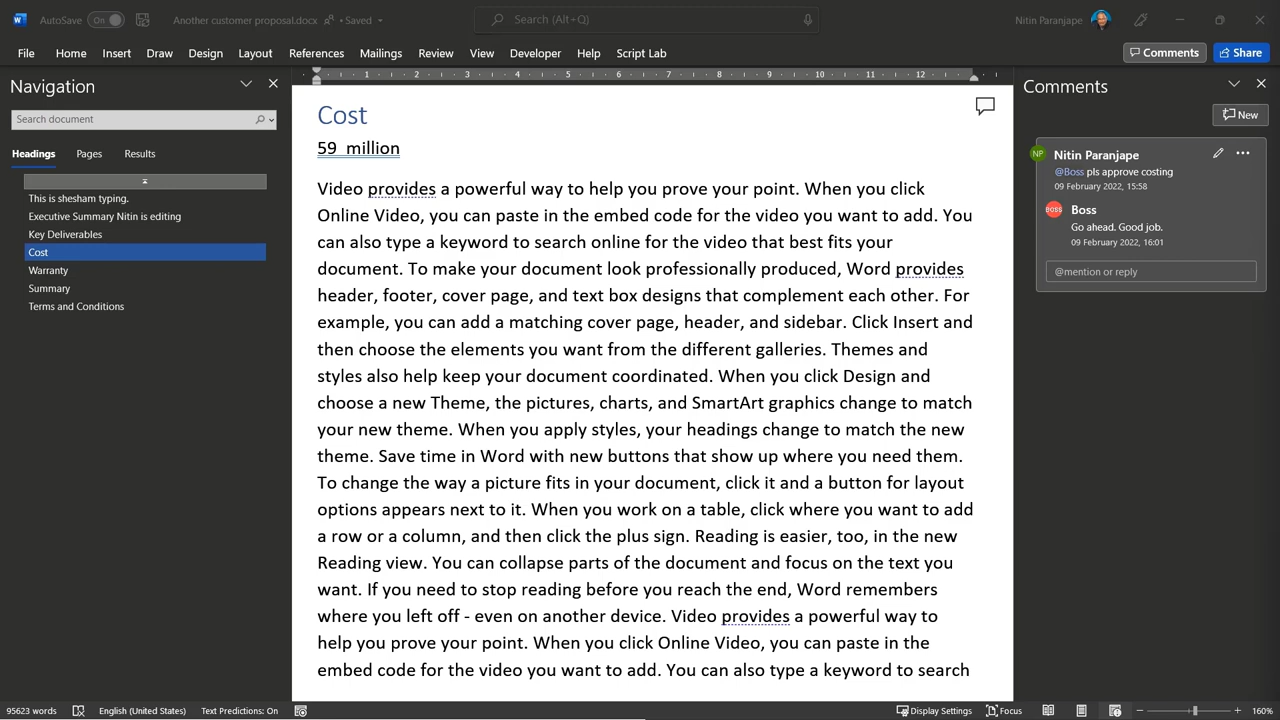 AutoSave On Another customer proposal.docx • Saved Search (Alt+Q) Nitin Paranjape
File Home Insert Draw Design Layout References Mailings Review View Developer Help Script Lab Comments Share
Navigation
Search document
Headings Pages Results
This is shesham typing.
Executive Summary Nitin is editing
Key Deliverables
Cost
Warranty
Summary
Terms and Conditions
1 2 3 4 5 6 7 8 9 10 11 12
Cost
59 million
Video provides a powerful way to help you prove your point. When you click
Online Video, you can paste in the embed code for the video you want to add. You
can also type a keyword to search online for the video that best fits your
document. To make your document look professionally produced, Word provides
header, footer, cover page, and text box designs that complement each other. For
example, you can add a matching cover page, header, and sidebar. Click Insert and
then choose the elements you want from the different galleries. Themes and
styles also help keep your document coordinated. When you click Design and
choose a new Theme, the pictures, charts, and SmartArt graphics change to match
your new theme. When you apply styles, your headings change to match the new
theme. Save time in Word with new buttons that show up where you need them.
To change the way a picture fits in your document, click it and a button for layout
options appears next to it. When you work on a table, click where you want to add
a row or a column, and then click the plus sign. Reading is easier, too, in the new
Reading view. You can collapse parts of the document and focus on the text you
want. If you need to stop reading before you reach the end, Word remembers
where you left off - even on another device. Video provides a powerful way to
help you prove your point. When you click Online Video, you can paste in the
embed code for the video you want to add. You can also type a keyword to search
Comments
New
NP Nitin Paranjape
@Boss pls approve costing
09 February 2022, 15:58
BOSS Boss
Go ahead. Good job.
09 February 2022, 16:01
@mention or reply
95623 words English (United States) Text Predictions: On Display Settings Focus 160%